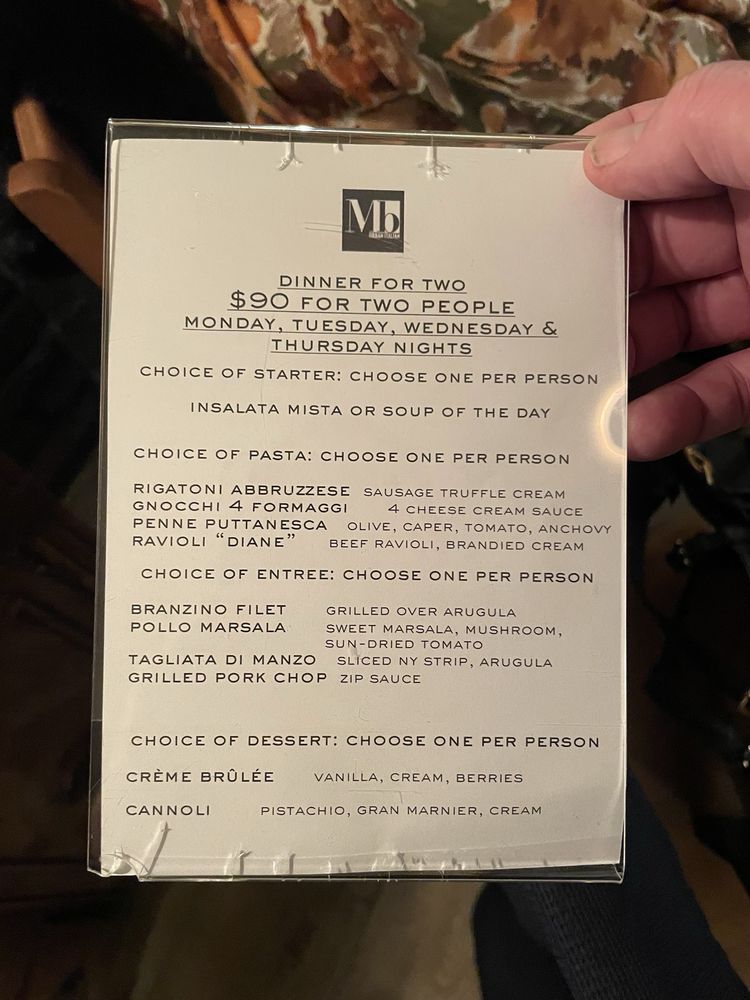 Mb
URBAN ITALIAN
DINNER FOR TWO
$90 FOR TWO PEOPLE
MONDAY, TUESDAY, WEDNESDAY &
THURSDAY NIGHTS
CHOICE OF STARTER: CHOOSE ONE PER PERSON
INSALATA MISTA OR SOUP OF THE DAY
CHOICE OF PASTA: CHOOSE ONE PER PERSON
RIGATONI ABBRUZZESE SAUSAGE TRUFFLE CREAM
GNOCCHI 4 FORMAGGI 4 CHEESE CREAM SAUCE
PENNE PUTTANESCA OLIVE, CAPER, TOMATO, ANCHOVY
RAVIOLI “DIANE” BEEF RAVIOLI, BRANDIED CREAM
CHOICE OF ENTREE: CHOOSE ONE PER PERSON
BRANZINO FILET GRILLED OVER ARUGULA
POLLO MARSALA SWEET MARSALA, MUSHROOM,
SUN-DRIED TOMATO
TAGLIATA DI MANZO SLICED NY STRIP, ARUGULA
GRILLED PORK CHOP ZIP SAUCE
CHOICE OF DESSERT: CHOOSE ONE PER PERSON
CRÈME BRÛLÉE VANILLA, CREAM, BERRIES
CANNOLI PISTACHIO, GRAN MARNIER, CREAM